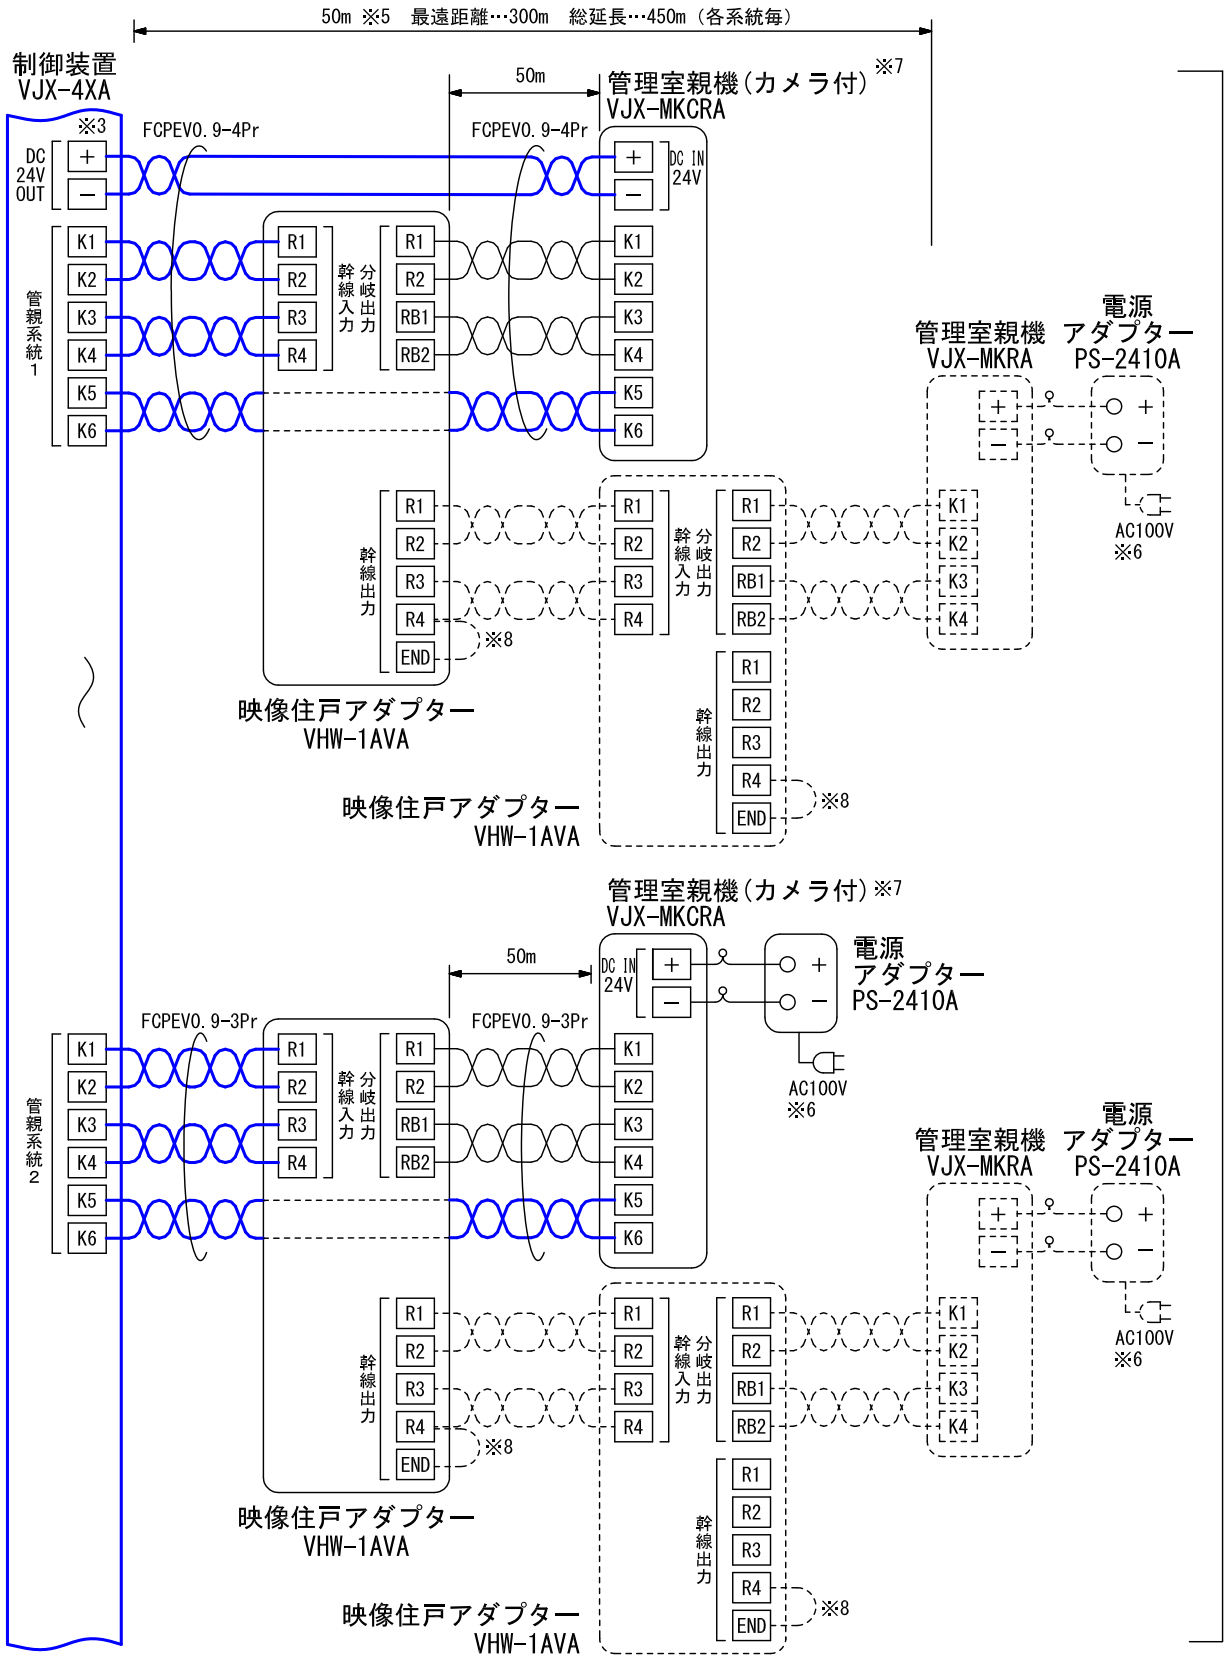 50m ※5 最遠距離…300m 総延長…450m（各系統毎）
制御装置
VJX-4XA
※3
FCPEV0.9-4Pr
50m
FCPEV0.9-4Pr
管理室親機(カメラ付)※7
VJX-MKCRA
DC
24V
OUT
+
-
+
-
DC IN
24V
管親系統1
K1
K2
K3
K4
K5
K6
R1
R2
R3
R4
幹線入力
分岐出力
R1
R2
RB1
RB2
K1
K2
K3
K4
K5
K6
幹線出力
R1
R2
R3
R4
END
※8
映像住戸アダプター
VHW-1AVA
R1
R2
R3
R4
幹線入力
分岐出力
R1
R2
RB1
RB2
幹線出力
R1
R2
R3
R4
END
※8
映像住戸アダプター
VHW-1AVA
管理室親機
VJX-MKRA
+
-
K1
K2
K3
K4
電源
アダプター
PS-2410A
+
-
AC100V
※6
管理室親機(カメラ付)※7
VJX-MKCRA
FCPEV0.9-3Pr
50m
FCPEV0.9-3Pr
DC IN
24V
+
-
+
-
電源
アダプター
PS-2410A
AC100V
※6
管親系統2
K1
K2
K3
K4
K5
K6
R1
R2
R3
R4
幹線入力
分岐出力
R1
R2
RB1
RB2
K1
K2
K3
K4
K5
K6
幹線出力
R1
R2
R3
R4
END
※8
映像住戸アダプター
VHW-1AVA
R1
R2
R3
R4
幹線入力
分岐出力
R1
R2
RB1
RB2
幹線出力
R1
R2
R3
R4
END
※8
映像住戸アダプター
VHW-1AVA
管理室親機
VJX-MKRA
+
-
K1
K2
K3
K4
電源
アダプター
PS-2410A
+
-
AC100V
※6